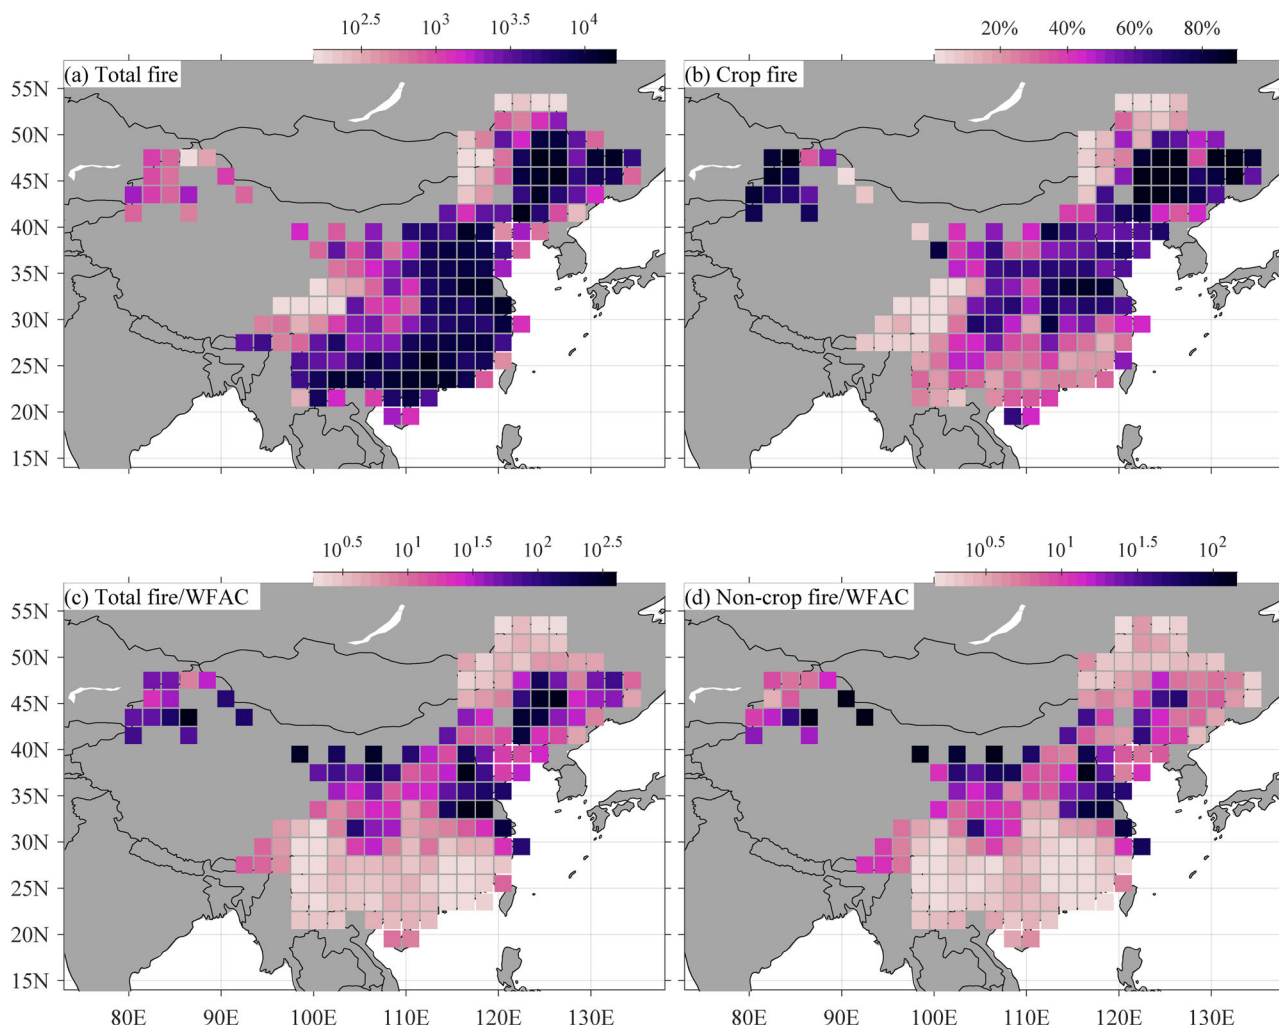 10^2.5 10^3 10^3.5 10^4
20% 40% 60% 80%
(a) Total fire
(b) Crop fire
55N
50N
45N
40N
35N
30N
25N
20N
15N
10^0.5 10^1 10^1.5 10^2 10^2.5
10^0.5 10^1 10^1.5 10^2
(c) Total fire/WFAC
(d) Non-crop fire/WFAC
55N
50N
45N
40N
35N
30N
25N
20N
15N
80E 90E 100E 110E 120E 130E
80E 90E 100E 110E 120E 130E